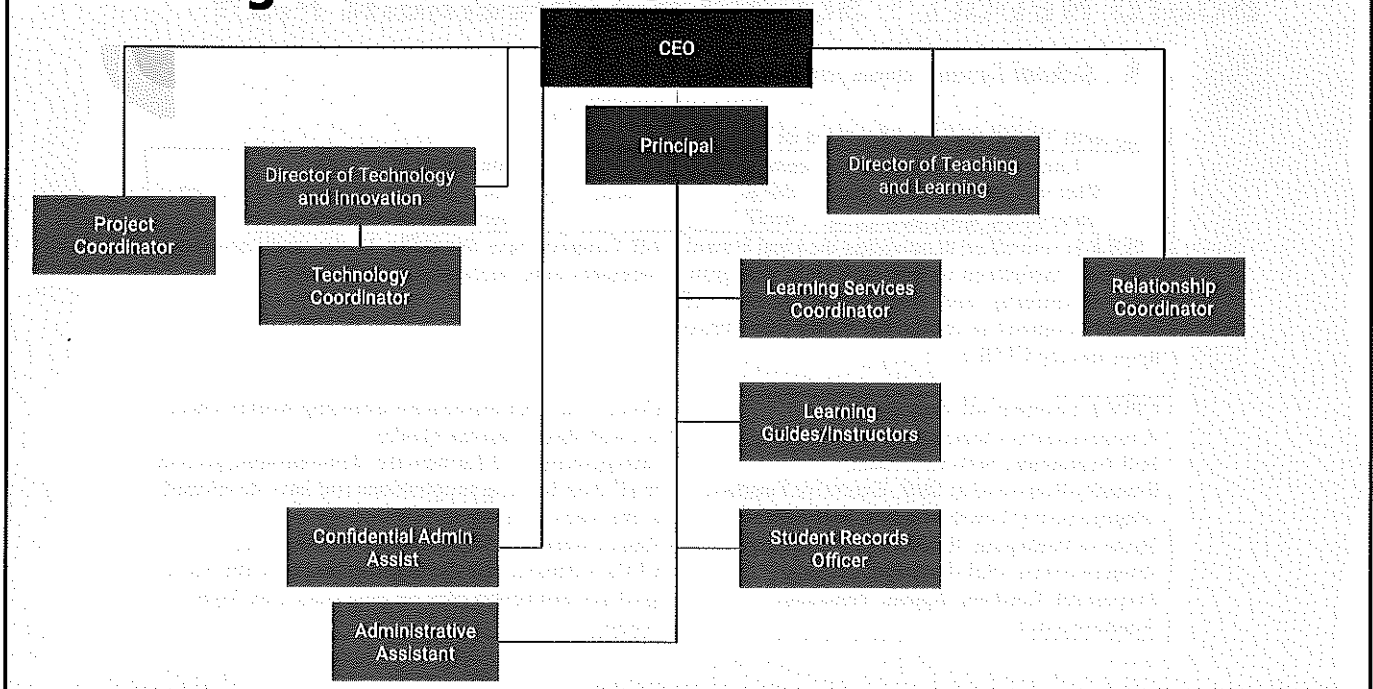 CEO
Principal
Director of Technology
and Innovation
Director of Teaching
and Learning
Project
Coordinator
Technology
Coordinator
Learning Services
Coordinator
Relationship
Coordinator
Learning
Guides/Instructors
Confidential Admin
Assist
Student Records
Officer
Administrative
Assistant